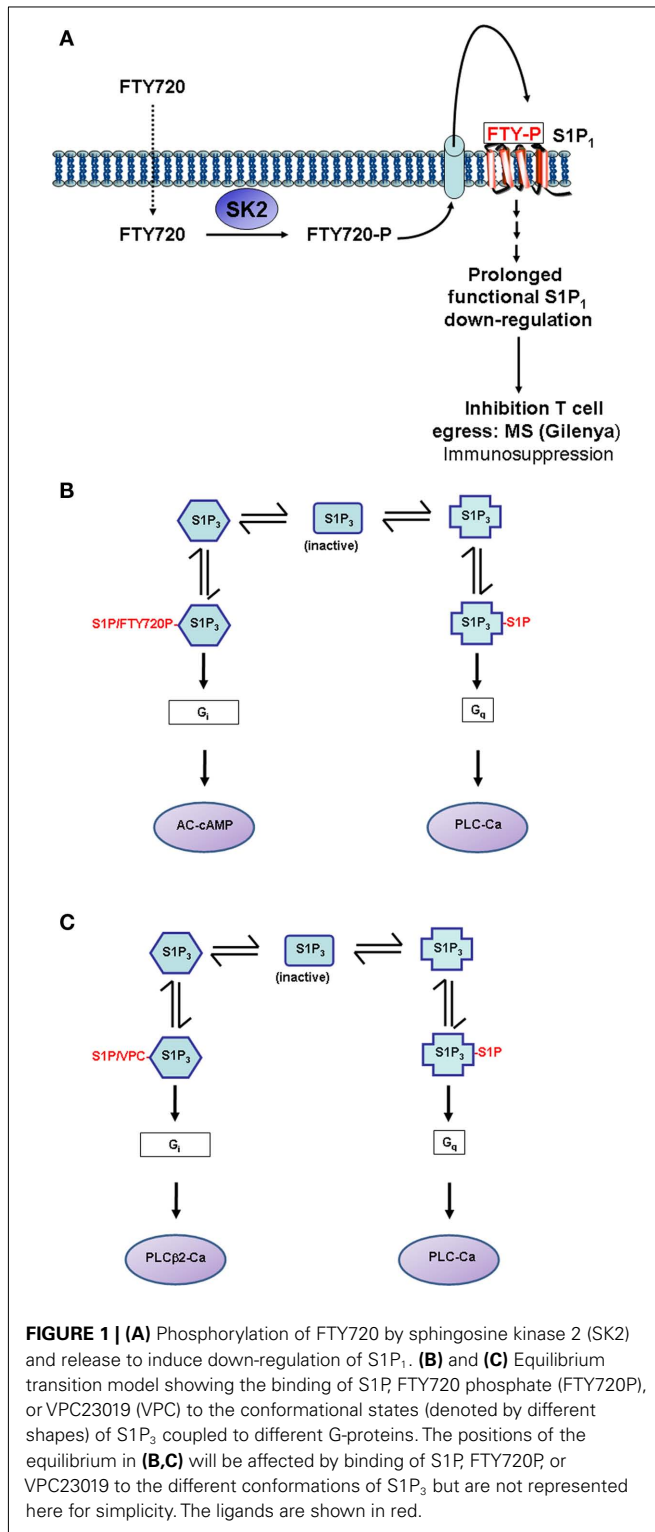 A
FTY720
FTY-P
S1P1
SK2
FTY720
FTY720-P
Prolonged
functional S1P1
down-regulation
Inhibition T cell
egress: MS (Gilenya)
Immunosuppression
B
S1P3
S1P3
S1P3
(inactive)
S1P/FTY720P
S1P3
S1P3
S1P
Gi
Gq
AC-cAMP
PLC-Ca
C
S1P3
S1P3
S1P3
(inactive)
S1P/VPC
S1P3
S1P3
S1P
Gi
Gq
PLCβ2-Ca
PLC-Ca
FIGURE 1 | (A) Phosphorylation of FTY720 by sphingosine kinase 2 (SK2)
and release to induce down-regulation of S1P1. (B) and (C) Equilibrium
transition model showing the binding of S1P, FTY720 phosphate (FTY720P),
or VPC23019 (VPC) to the conformational states (denoted by different
shapes) of S1P3 coupled to different G-proteins. The positions of the
equilibrium in (B,C) will be affected by binding of S1P, FTY720P, or
VPC23019 to the different conformations of S1P3 but are not represented
here for simplicity. The ligands are shown in red.